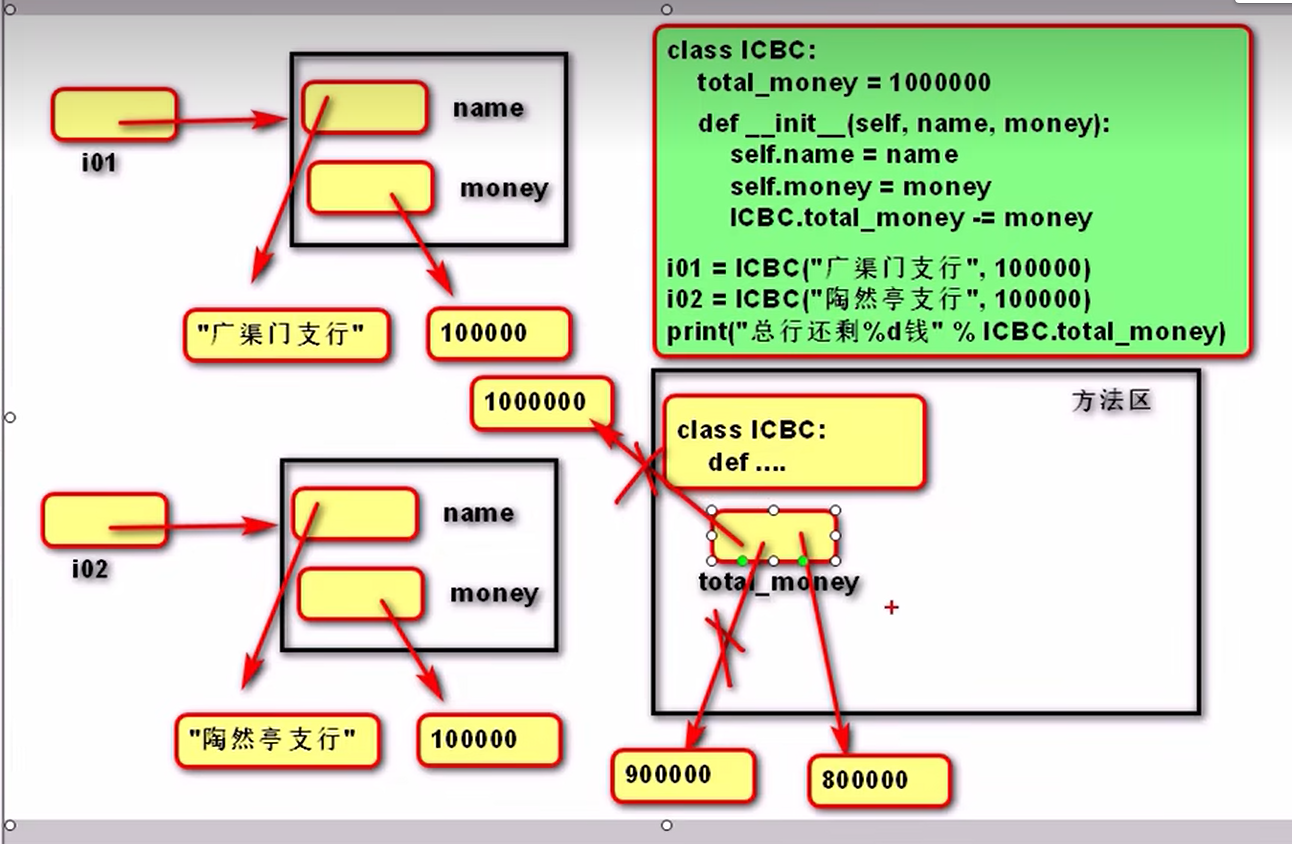 class ICBC:
total_money = 1000000
def __init__(self, name, money):
self.name = name
self.money = money
ICBC.total_money -= money
i01 = ICBC("广渠门支行", 100000)
i02 = ICBC("陶然亭支行", 100000)
print("总行还剩%d钱" % ICBC.total_money)
i01
name
money
"广渠门支行"
100000
1000000
方法区
class ICBC:
def ....
total_money
i02
name
money
"陶然亭支行"
100000
900000
800000